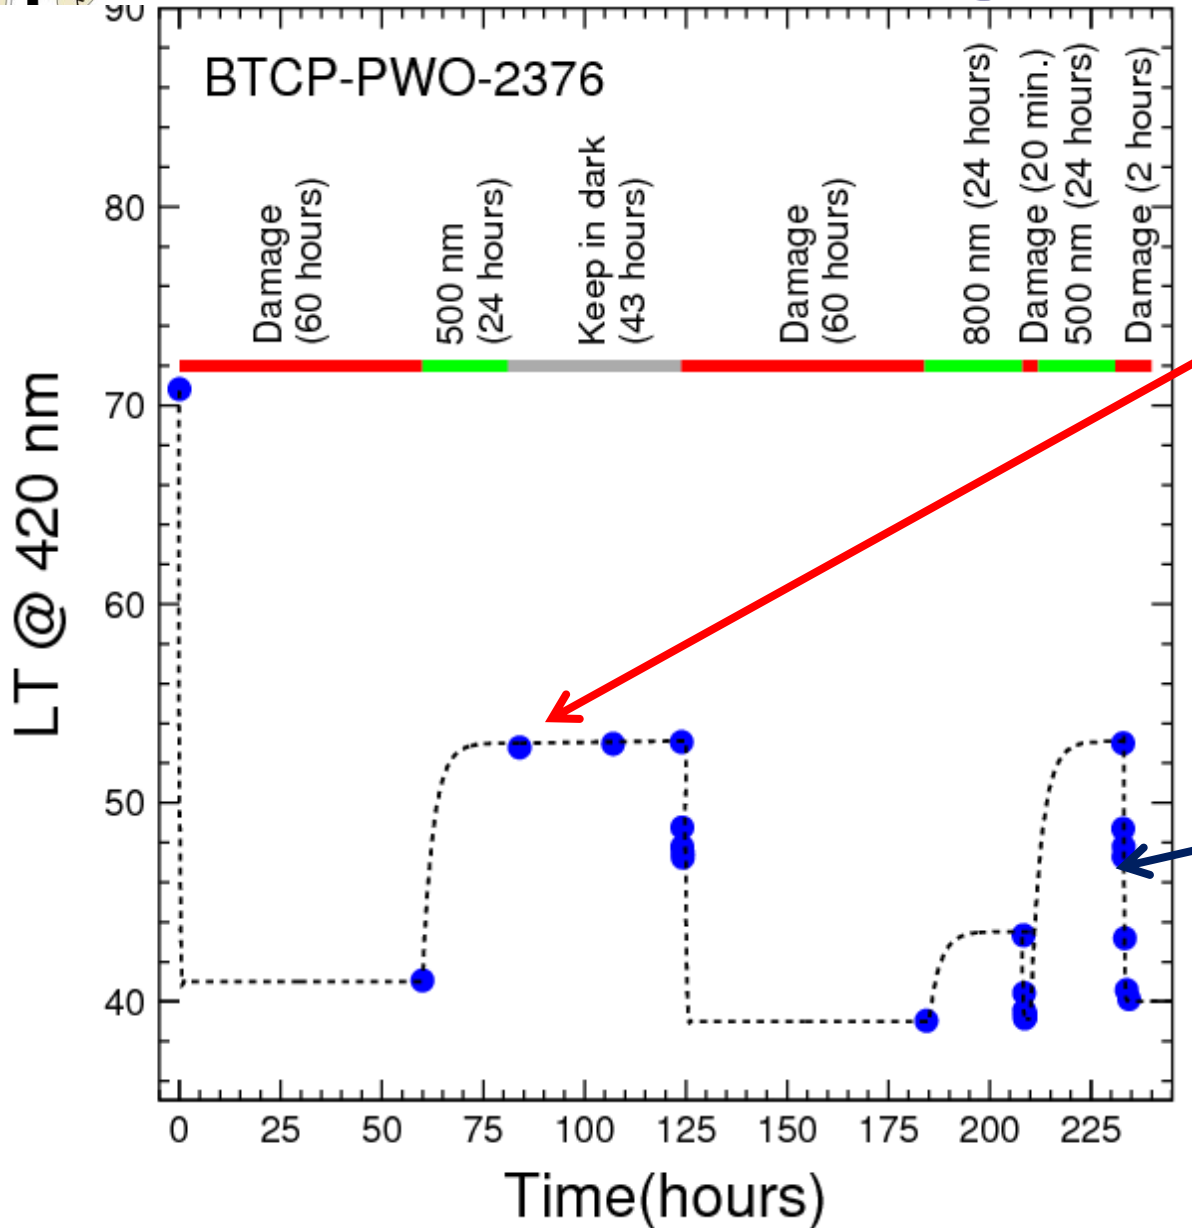 90
BTCP-PWO-2376
Damage
(60 hours)
500 nm
(24 hours)
Keep in dark
(43 hours)
Damage
(60 hours)
800 nm (24 hours)
Damage (20 min.)
500 nm (24 hours)
Damage (2 hours)
80
70
60
50
40
LT @ 420 nm
0 25 50 75 100 125 150 175 200 225
Time(hours)